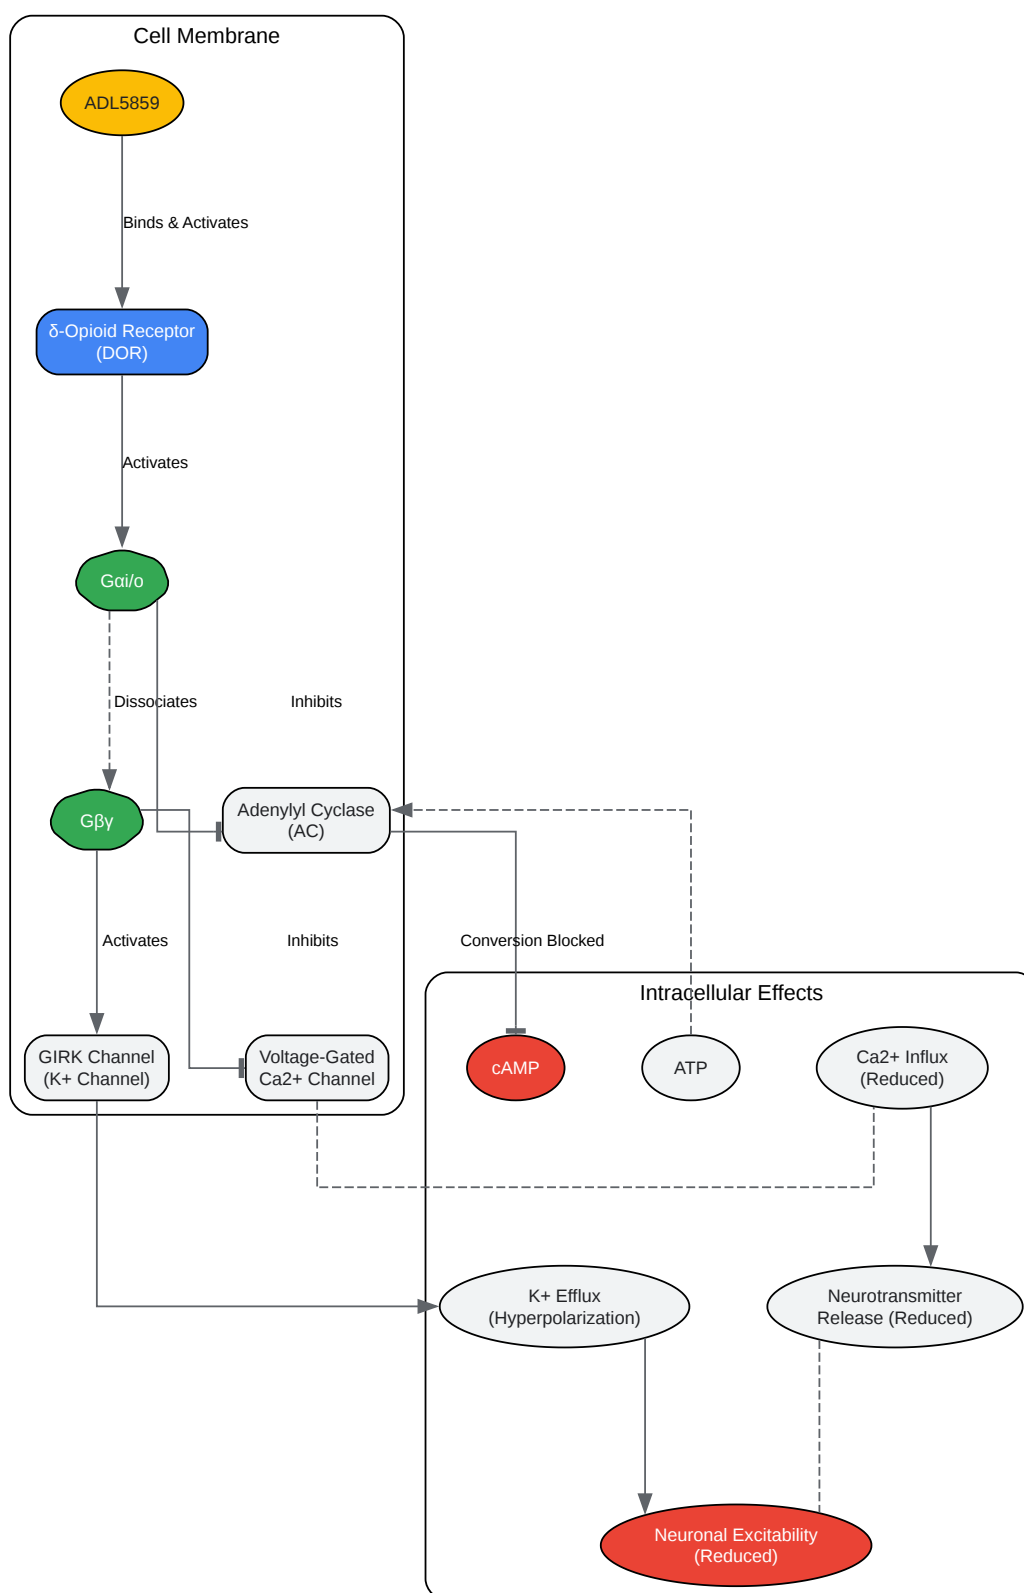 Cell Membrane
ADL5859
Binds & Activates
δ-Opioid Receptor
(DOR)
Activates
Gαi/o
Dissociates
Inhibits
Gβγ
Adenylyl Cyclase
(AC)
Activates
Inhibits
Conversion Blocked
Intracellular Effects
GIRK Channel
(K+ Channel)
Voltage-Gated
Ca2+ Channel
cAMP
ATP
Ca2+ Influx
(Reduced)
K+ Efflux
(Hyperpolarization)
Neurotransmitter
Release (Reduced)
Neuronal Excitability
(Reduced)